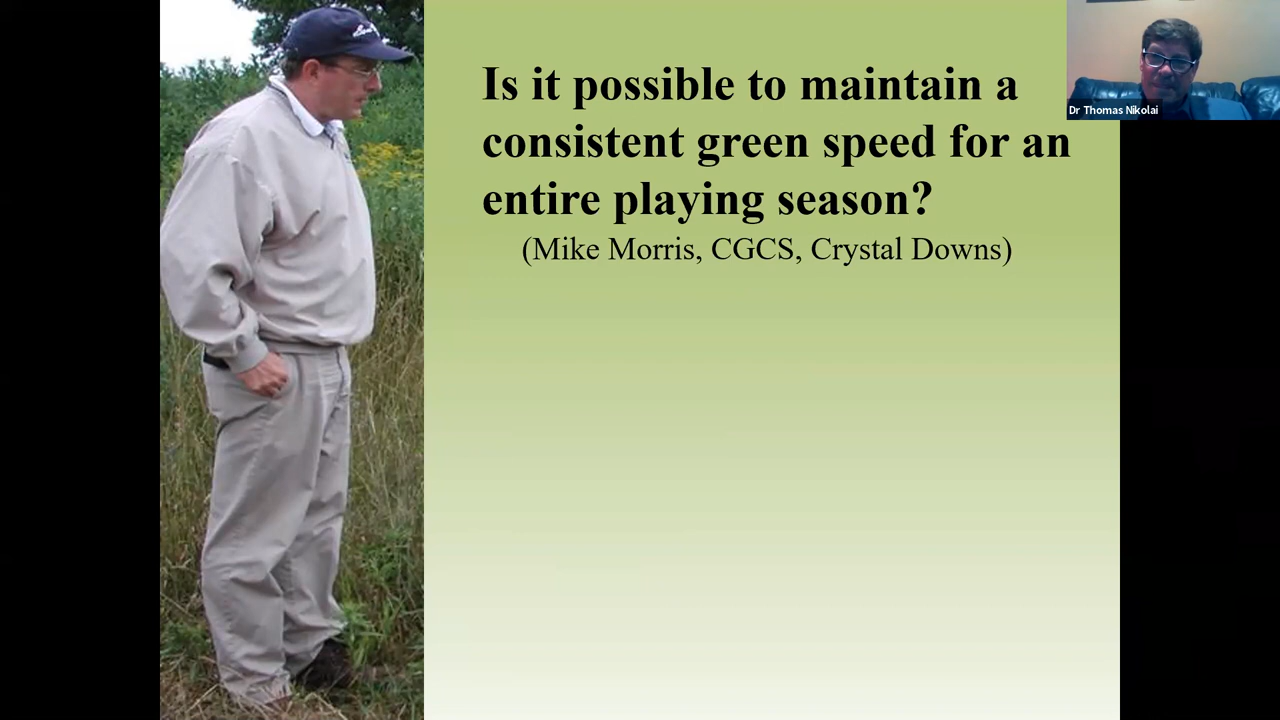 Is it possible to maintain a
consistent green speed for an
entire playing season?
(Mike Morris, CGCS, Crystal Downs)
Dr Thomas Nikolai